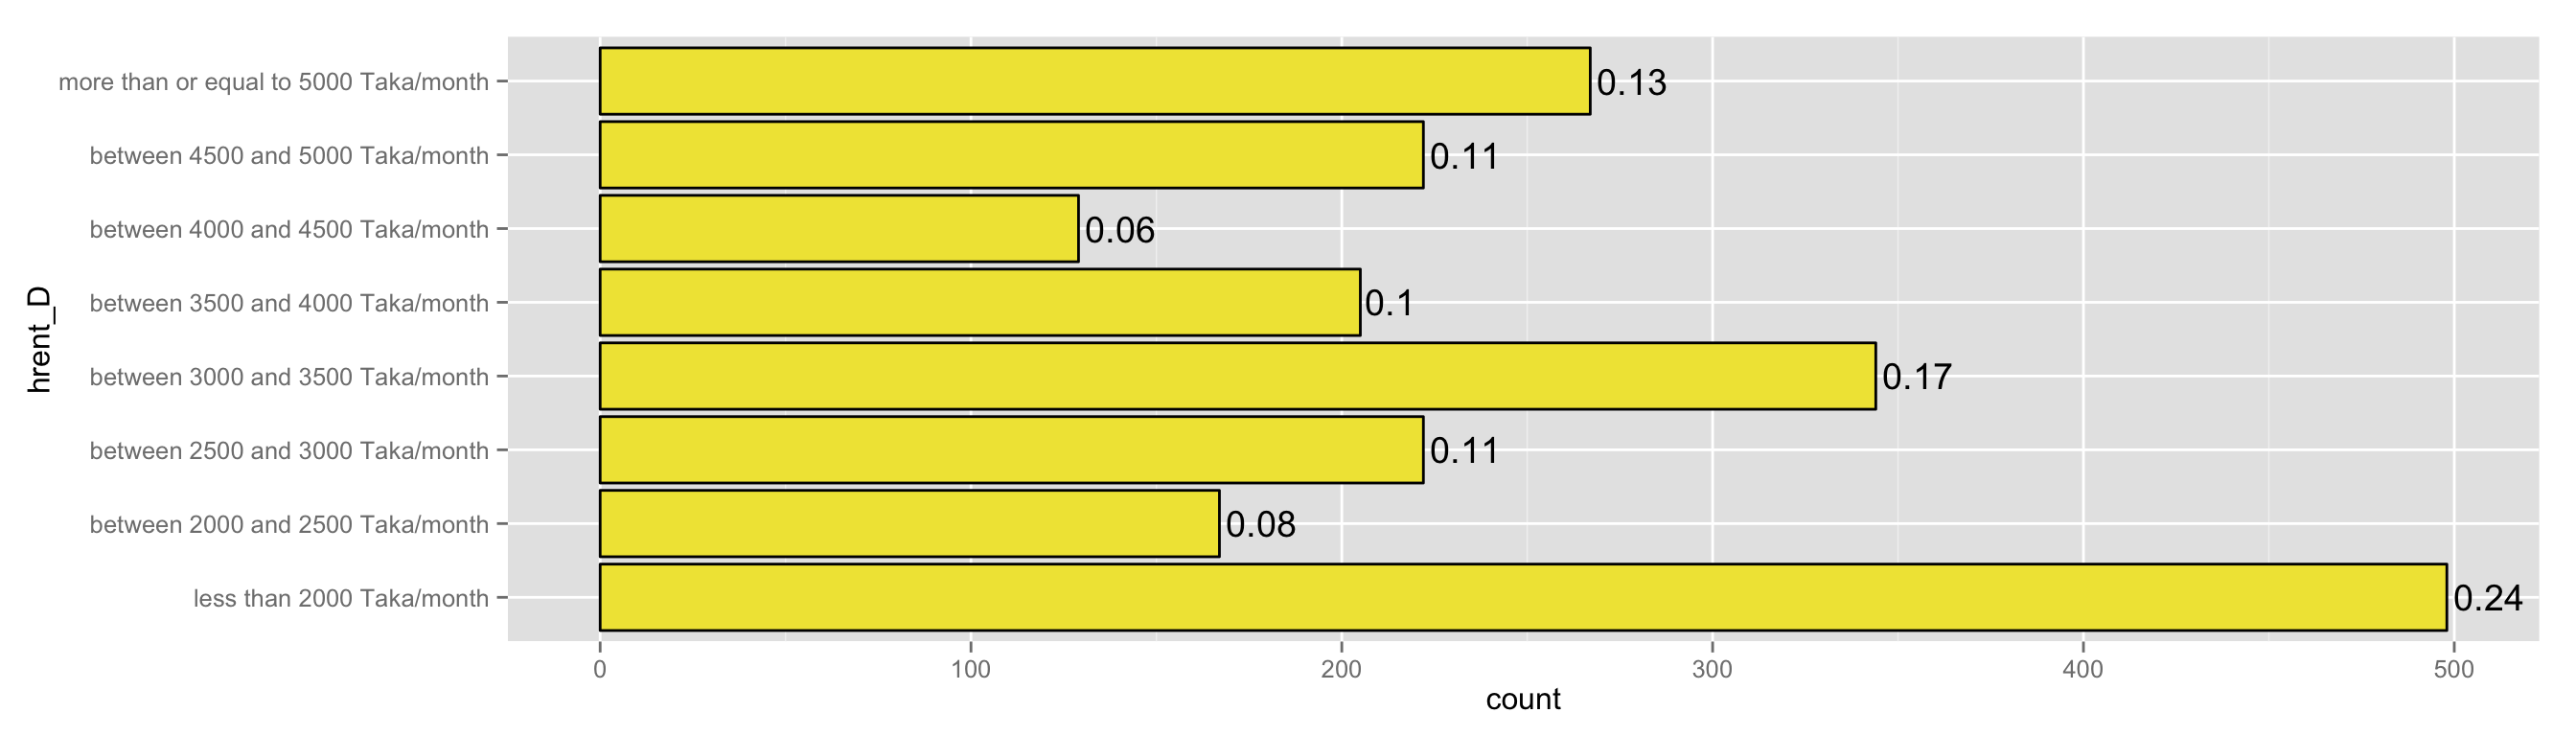 more than or equal to 5000 Taka/month
0.13
between 4500 and 5000 Taka/month
0.11
between 4000 and 4500 Taka/month
0.06
between 3500 and 4000 Taka/month
0.1
between 3000 and 3500 Taka/month
0.17
between 2500 and 3000 Taka/month
0.11
between 2000 and 2500 Taka/month
0.08
less than 2000 Taka/month
0.24
hrent_D
0 100 200 300 400 500
count